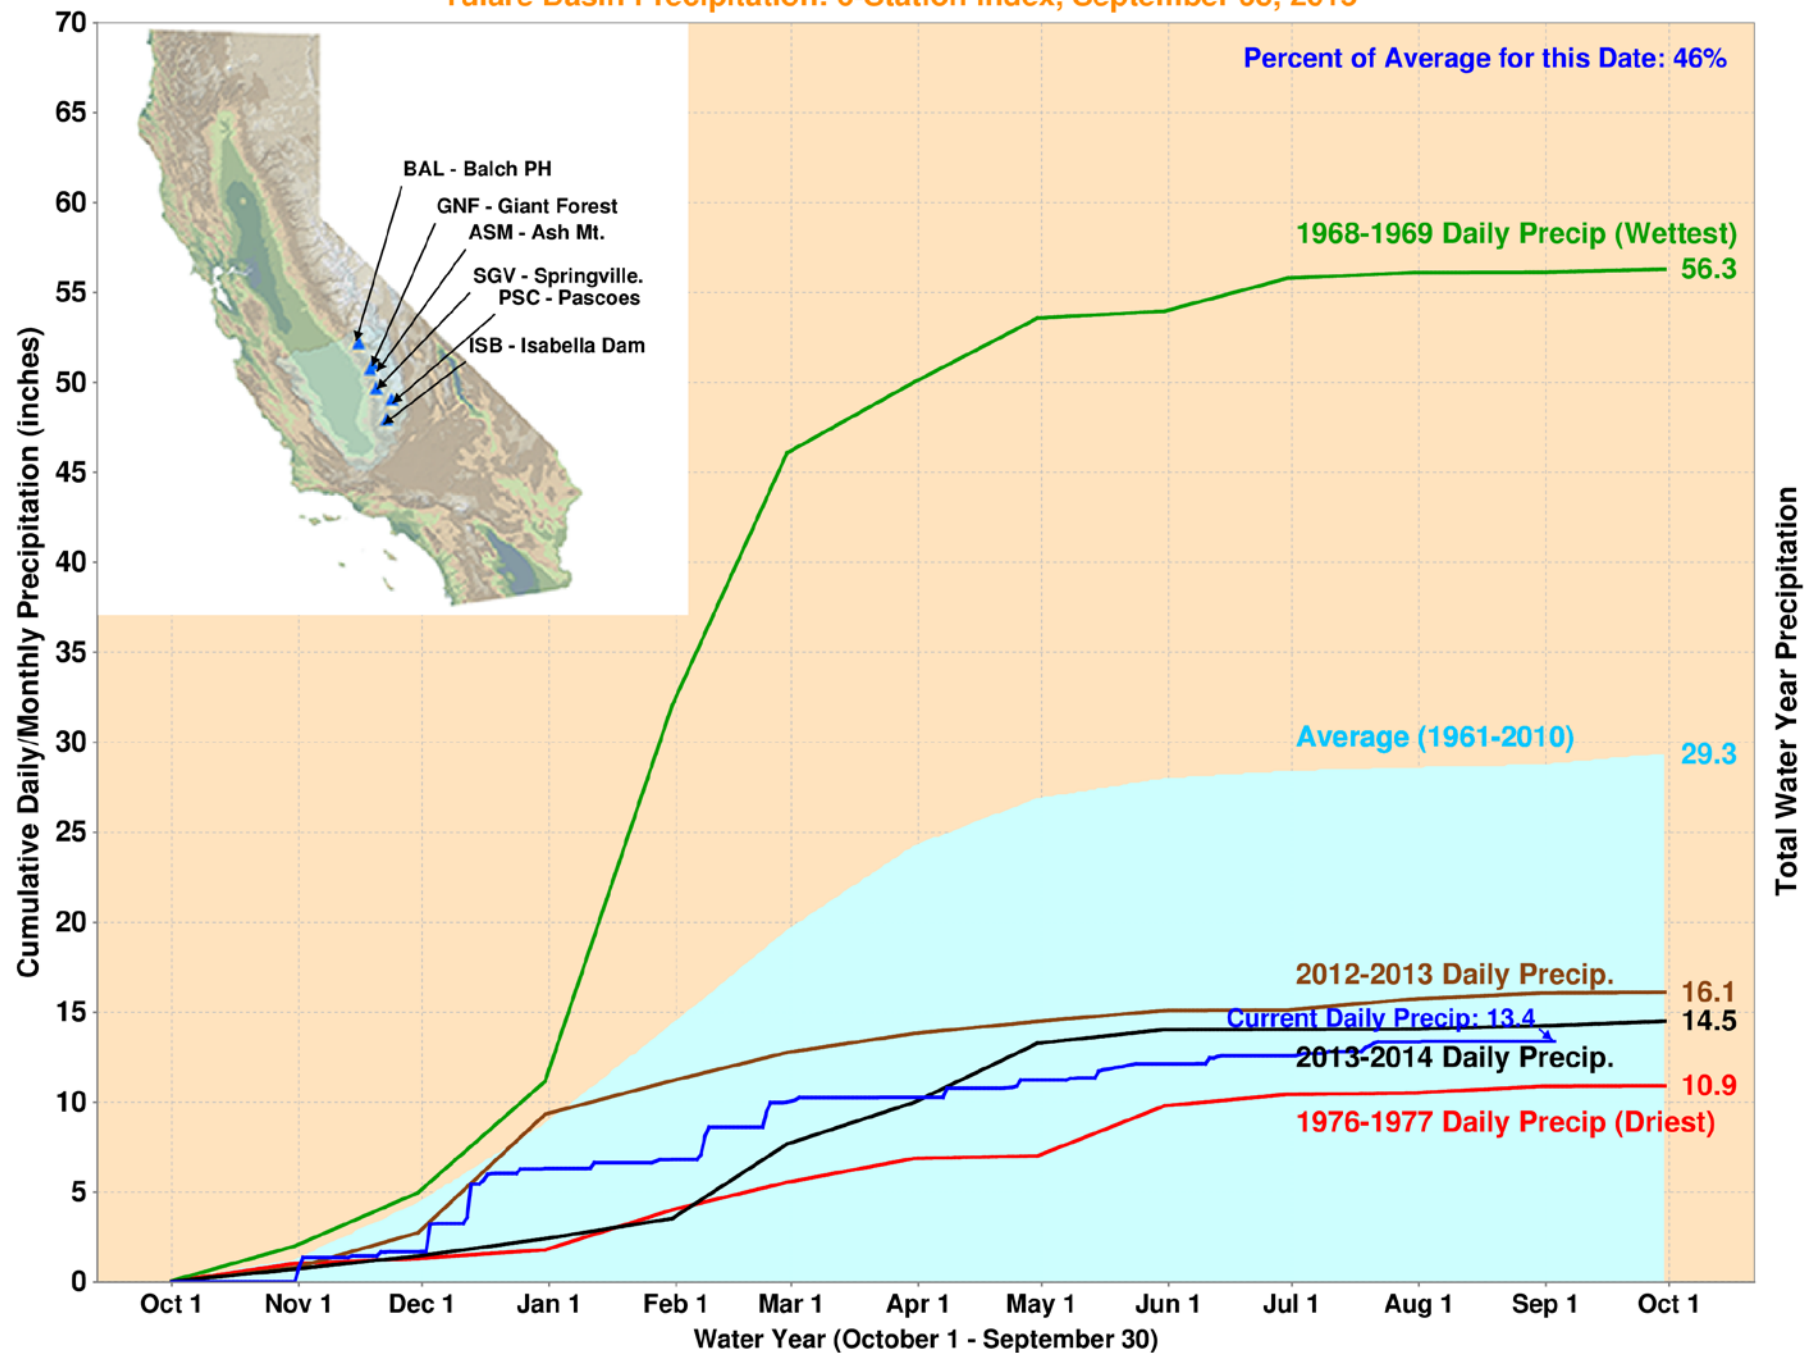 70
Percent of Average for this Date: 46%
65
BAL - Balch PH
60
GNF - Giant Forest
ASM - Ash Mt.
1968-1969 Daily Precip (Wettest)
56.3
SGV - Springville.
55
PSC - Pascoes
ISB - Isabella Dam
50
45
40
35
30
Average (1961-2010)
29.3
25
20
2012-2013 Daily Precip.
16.1
15
Current Daily Precip: 13.4
14.5
2013-2014 Daily Precip.
10
10.9
1976-1977 Daily Precip (Driest)
5
0
Oct 1 Nov 1 Dec 1 Jan 1 Feb 1 Mar 1 Apr 1 May 1 Jun 1 Jul 1 Aug 1 Sep 1 Oct 1
Water Year (October 1 - September 30)
Cumulative Daily/Monthly Precipitation (inches)
Total Water Year Precipitation